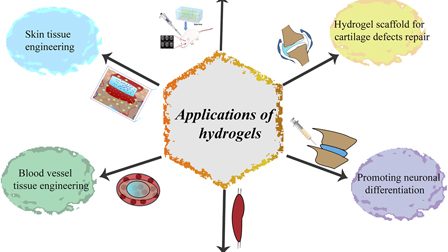 Skin tissue
engineering
Hydrogel scaffold for
cartilage defects repair
Applications of
hydrogels
Blood vessel
tissue engineering
Promoting neuronal
differentiation